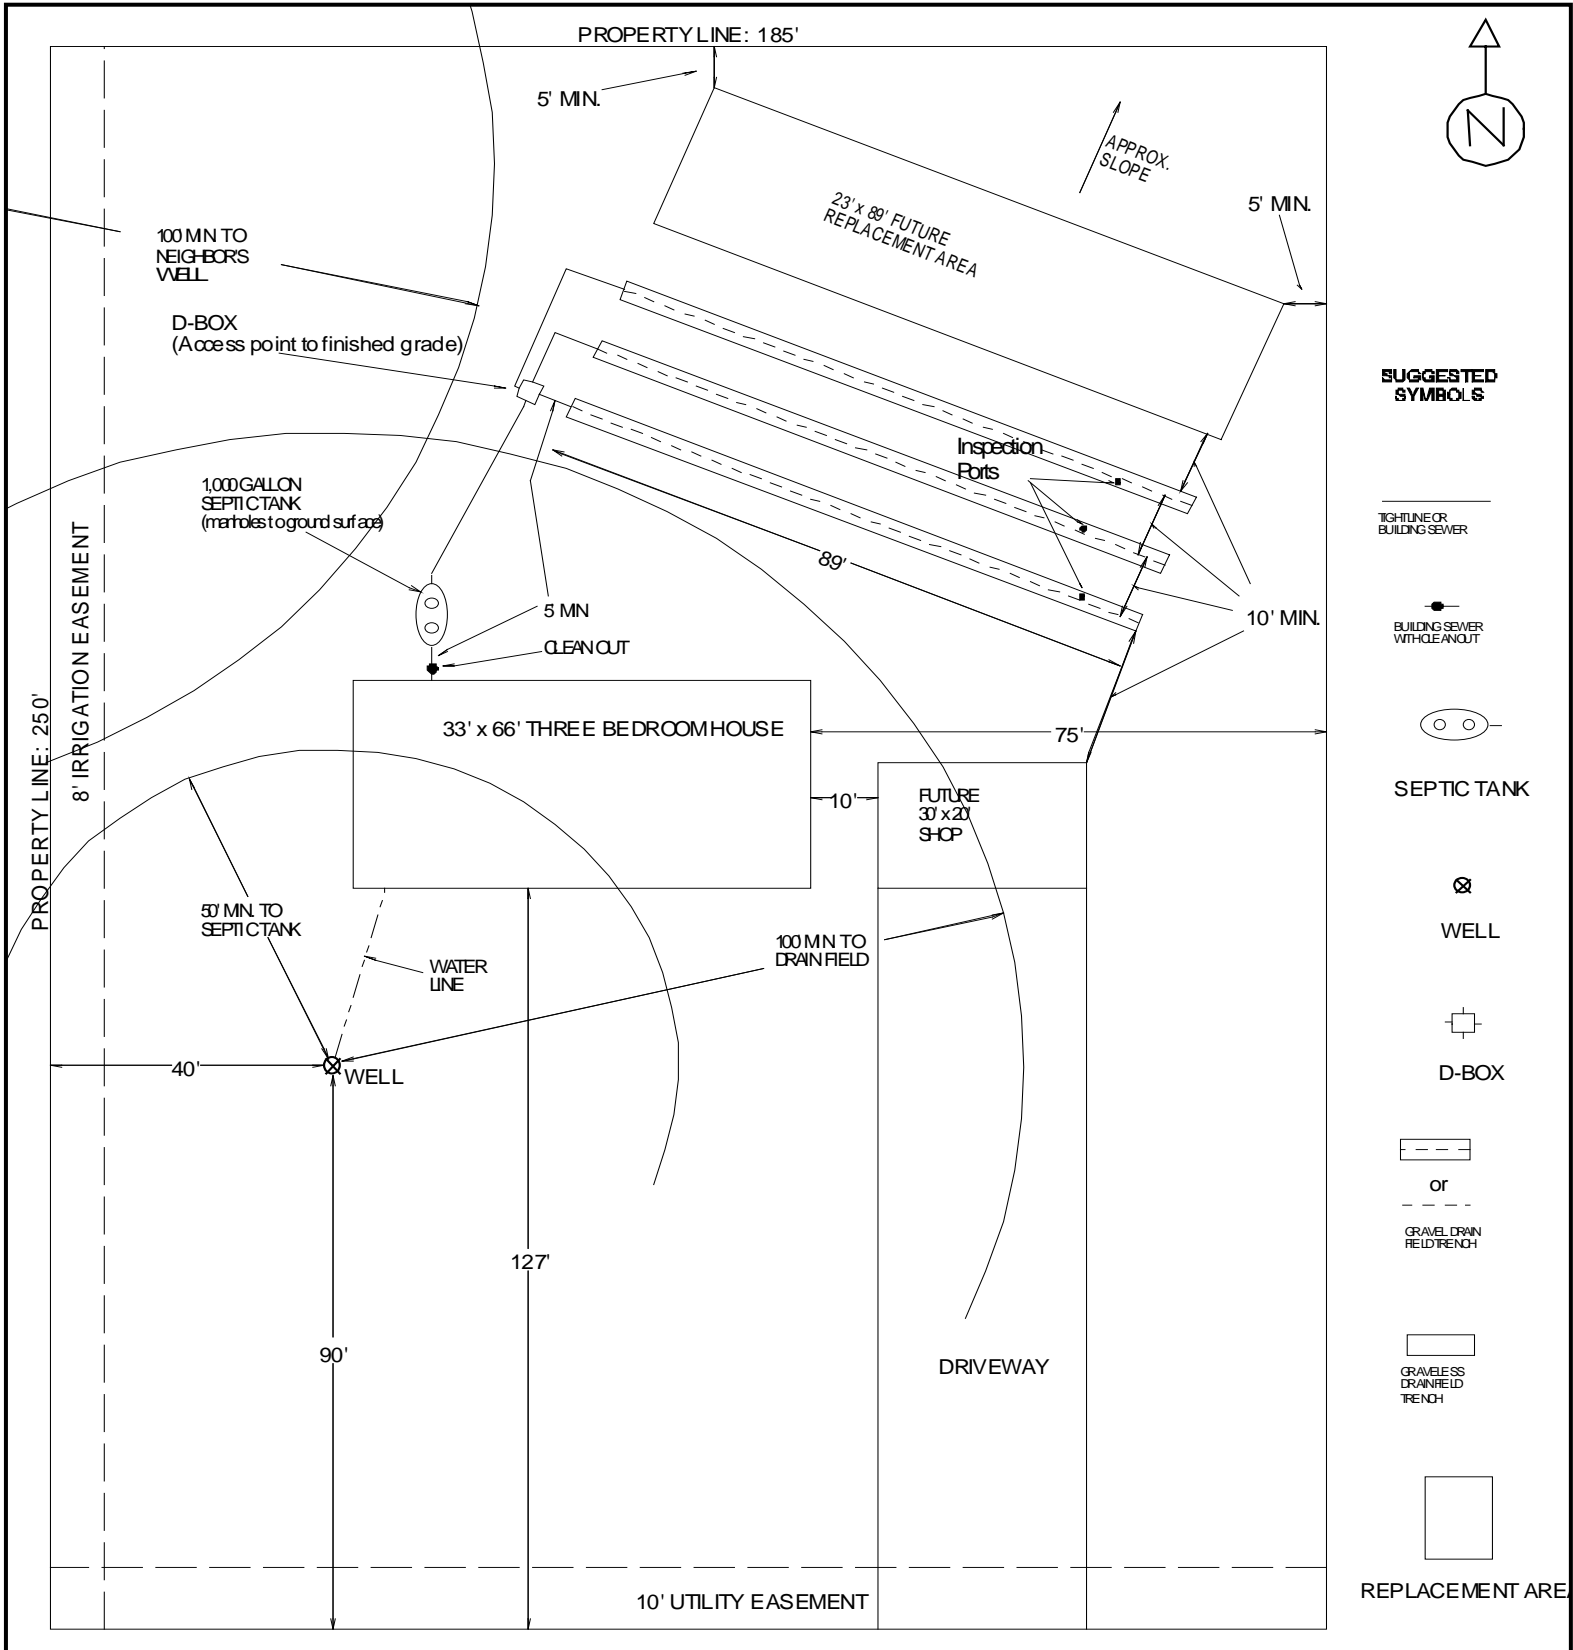 PROPERTY LINE: 185'
N
5' MIN.
APPROX.
SLOPE
23' x 89' FUTURE
REPLACEMENT AREA
5' MIN.
100 MIN TO
NEIGHBOR'S
WELL
D-BOX
(Access point to finished grade)
SUGGESTED
SYMBOLS
Inspection
Ports
1,000 GALLON
SEPTIC TANK
(manholes to ground surface)
TIGHTLINE OR
BUILDING SEWER
8' IRRIGATION EASEMENT
PROPERTY LINE: 250'
89'
5 MIN
10' MIN.
CLEAN OUT
BUILDING SEWER
WITH CLEANOUT
33' x 66' THREE BEDROOM HOUSE
75'
10'
FUTURE
30' x 20'
SHOP
SEPTIC TANK
50' MIN. TO
SEPTIC TANK
WATER
LINE
100' MIN TO
DRAIN FIELD
WELL
40'
WELL
D-BOX
or
GRAVEL DRAIN
FIELD TRENCH
127'
90'
DRIVEWAY
GRAVELESS
DRAINFIELD
TRENCH
10' UTILITY EASEMENT
REPLACEMENT AREA